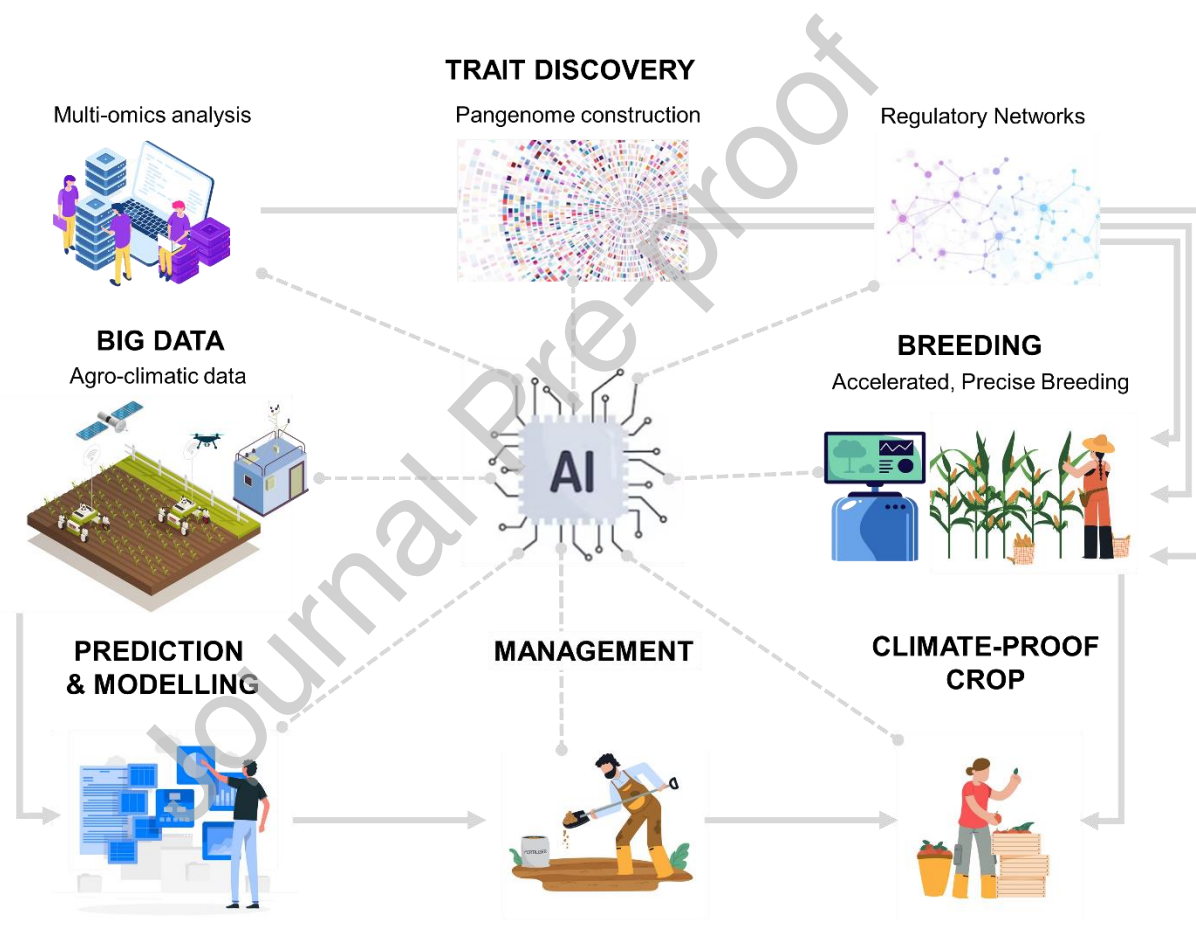 TRAIT DISCOVERY
Multi-omics analysis
Pangenome construction
Regulatory Networks
BIG DATA
Agro-climatic data
AI
BREEDING
Accelerated, Precise Breeding
PREDICTION
& MODELLING
MANAGEMENT
CLIMATE-PROOF
CROP
Journal Pre-proof